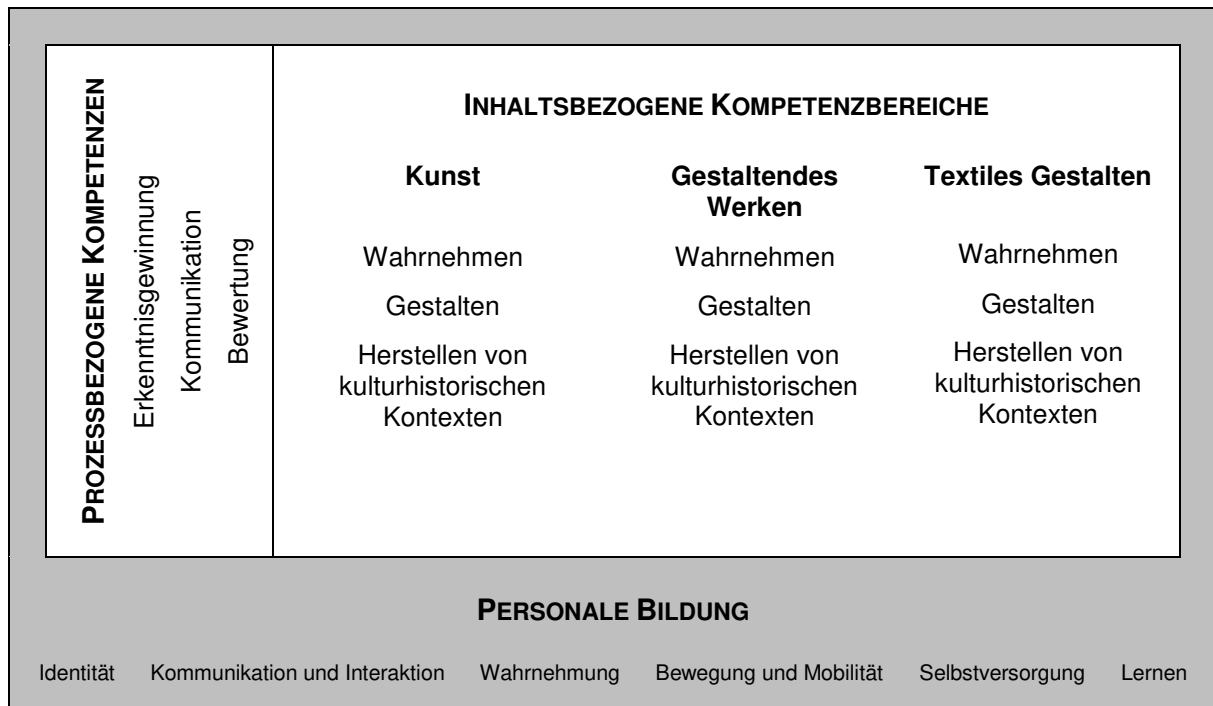 PROZESSBEZOGENE KOMPETENZEN
Erkenntnisgewinnung
Kommunikation
Bewertung
INHALTSBEZOGENE KOMPETENZBEREICHE
Kunst
Wahrnehmen
Gestalten
Herstellen von
kulturhistorischen
Kontexten
Gestaltendes
Werken
Wahrnehmen
Gestalten
Herstellen von
kulturhistorischen
Kontexten
Textiles Gestalten
Wahrnehmen
Gestalten
Herstellen von
kulturhistorischen
Kontexten
PERSONALE BILDUNG
Identität Kommunikation und Interaktion Wahrnehmung Bewegung und Mobilität Selbstversorgung Lernen